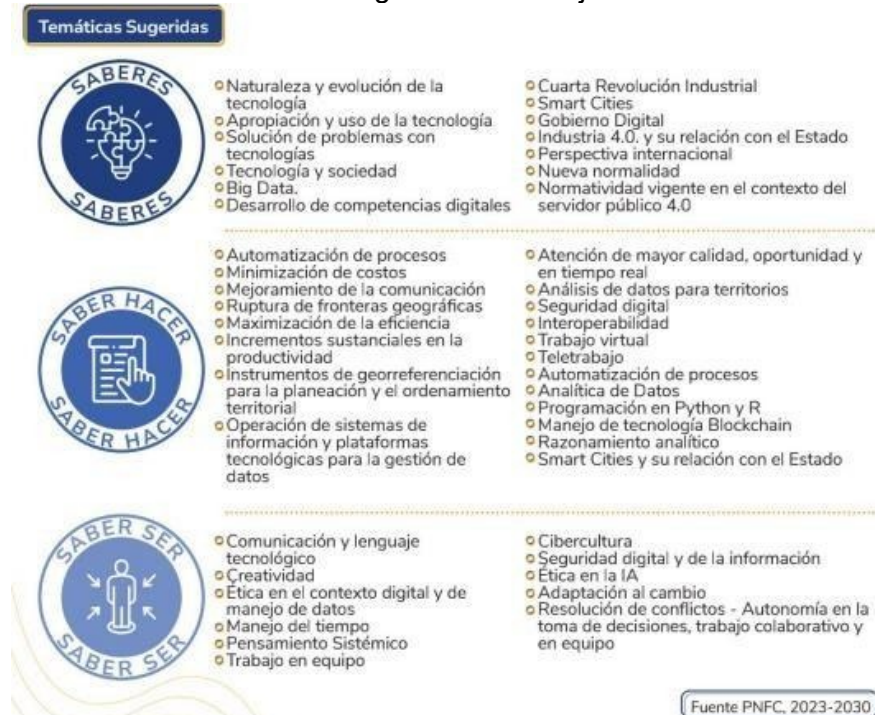 Temáticas Sugeridas
SABERES
SABERES
Naturaleza y evolución de la
tecnología
Apropiación y uso de la tecnología
Solución de problemas con
tecnologías
Tecnología y sociedad
Big Data.
Desarrollo de competencias digitales
Cuarta Revolución Industrial
Smart Cities
Gobierno Digital
Industria 4.0. y su relación con el Estado
Perspectiva internacional
Nueva normalidad
Normatividad vigente en el contexto del
servidor público 4.0
SABER HACER
SABER HACER
Automatización de procesos
Minimización de costos
Mejoramiento de la comunicación
Ruptura de fronteras geográficas
Maximización de la eficiencia
Incrementos sustanciales en la
productividad
Instrumentos de georreferenciación
para la planeación y el ordenamiento
territorial
Operación de sistemas de
información y plataformas
tecnológicas para la gestión de
datos
Atención de mayor calidad, oportunidad y
en tiempo real
Análisis de datos para territorios
Seguridad digital
Interoperabilidad
Trabajo virtual
Teletrabajo
Automatización de procesos
Analítica de Datos
Programación en Python y R
Manejo de tecnología Blockchain
Razonamiento analítico
Smart Cities y su relación con el Estado
SABER SER
SABER SER
Comunicación y lenguaje
tecnológico
Creatividad
Ética en el contexto digital y de
manejo de datos
Manejo del tiempo
Pensamiento Sistémico
Trabajo en equipo
Cibercultura
Seguridad digital y de la información
Ética en la IA
Adaptación al cambio
Resolución de conflictos - Autonomía en la
toma de decisiones, trabajo colaborativo y
en equipo
Fuente PNFC, 2023-2030